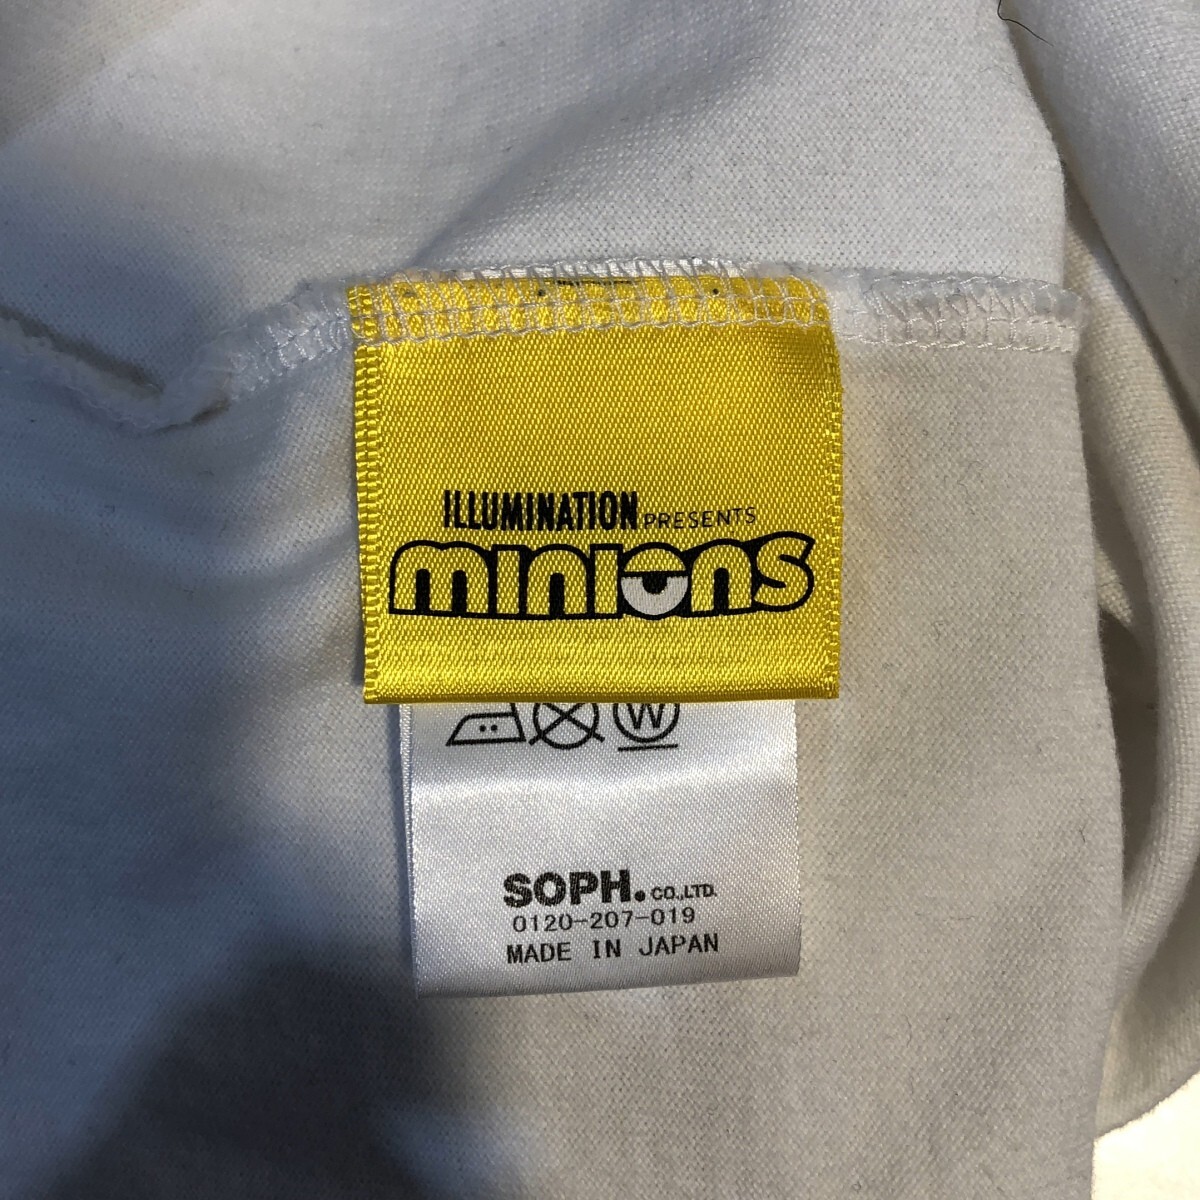 ILLUMINATION PRESENTS
minions
W
SOPH. CO.,LTD.
0120-207-019
MADE IN JAPAN